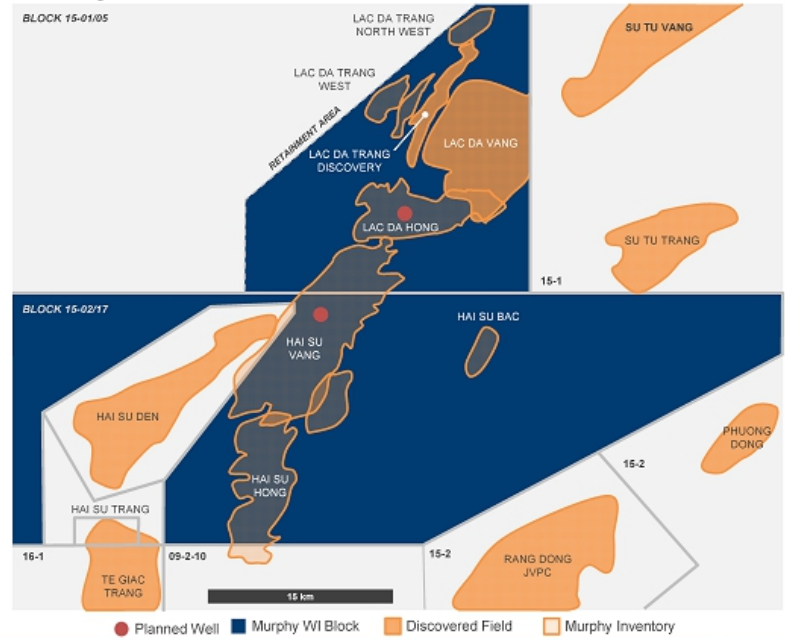 BLOCK 15-01/05
LAC DA TRANG
NORTH WEST
SU TU VANG
LAC DA TRANG
WEST
RETAINMENT AREA
LAC DA VANG
LAC DA TRANG
DISCOVERY
LAC DA HONG
SU TU TRANG
15-1
BLOCK 15-02/17
HAI SU BAC
HAI SU
VANG
HAI SU DEN
PHUONG
DONG
15-2
HAI SU
HONG
HAI SU TRANG
16-1
09-2-10
15-2
RANG DONG
JVPC
TE GIAC
TRANG
15 km
Planned Well
Murphy WI Block
Discovered Field
Murphy Inventory